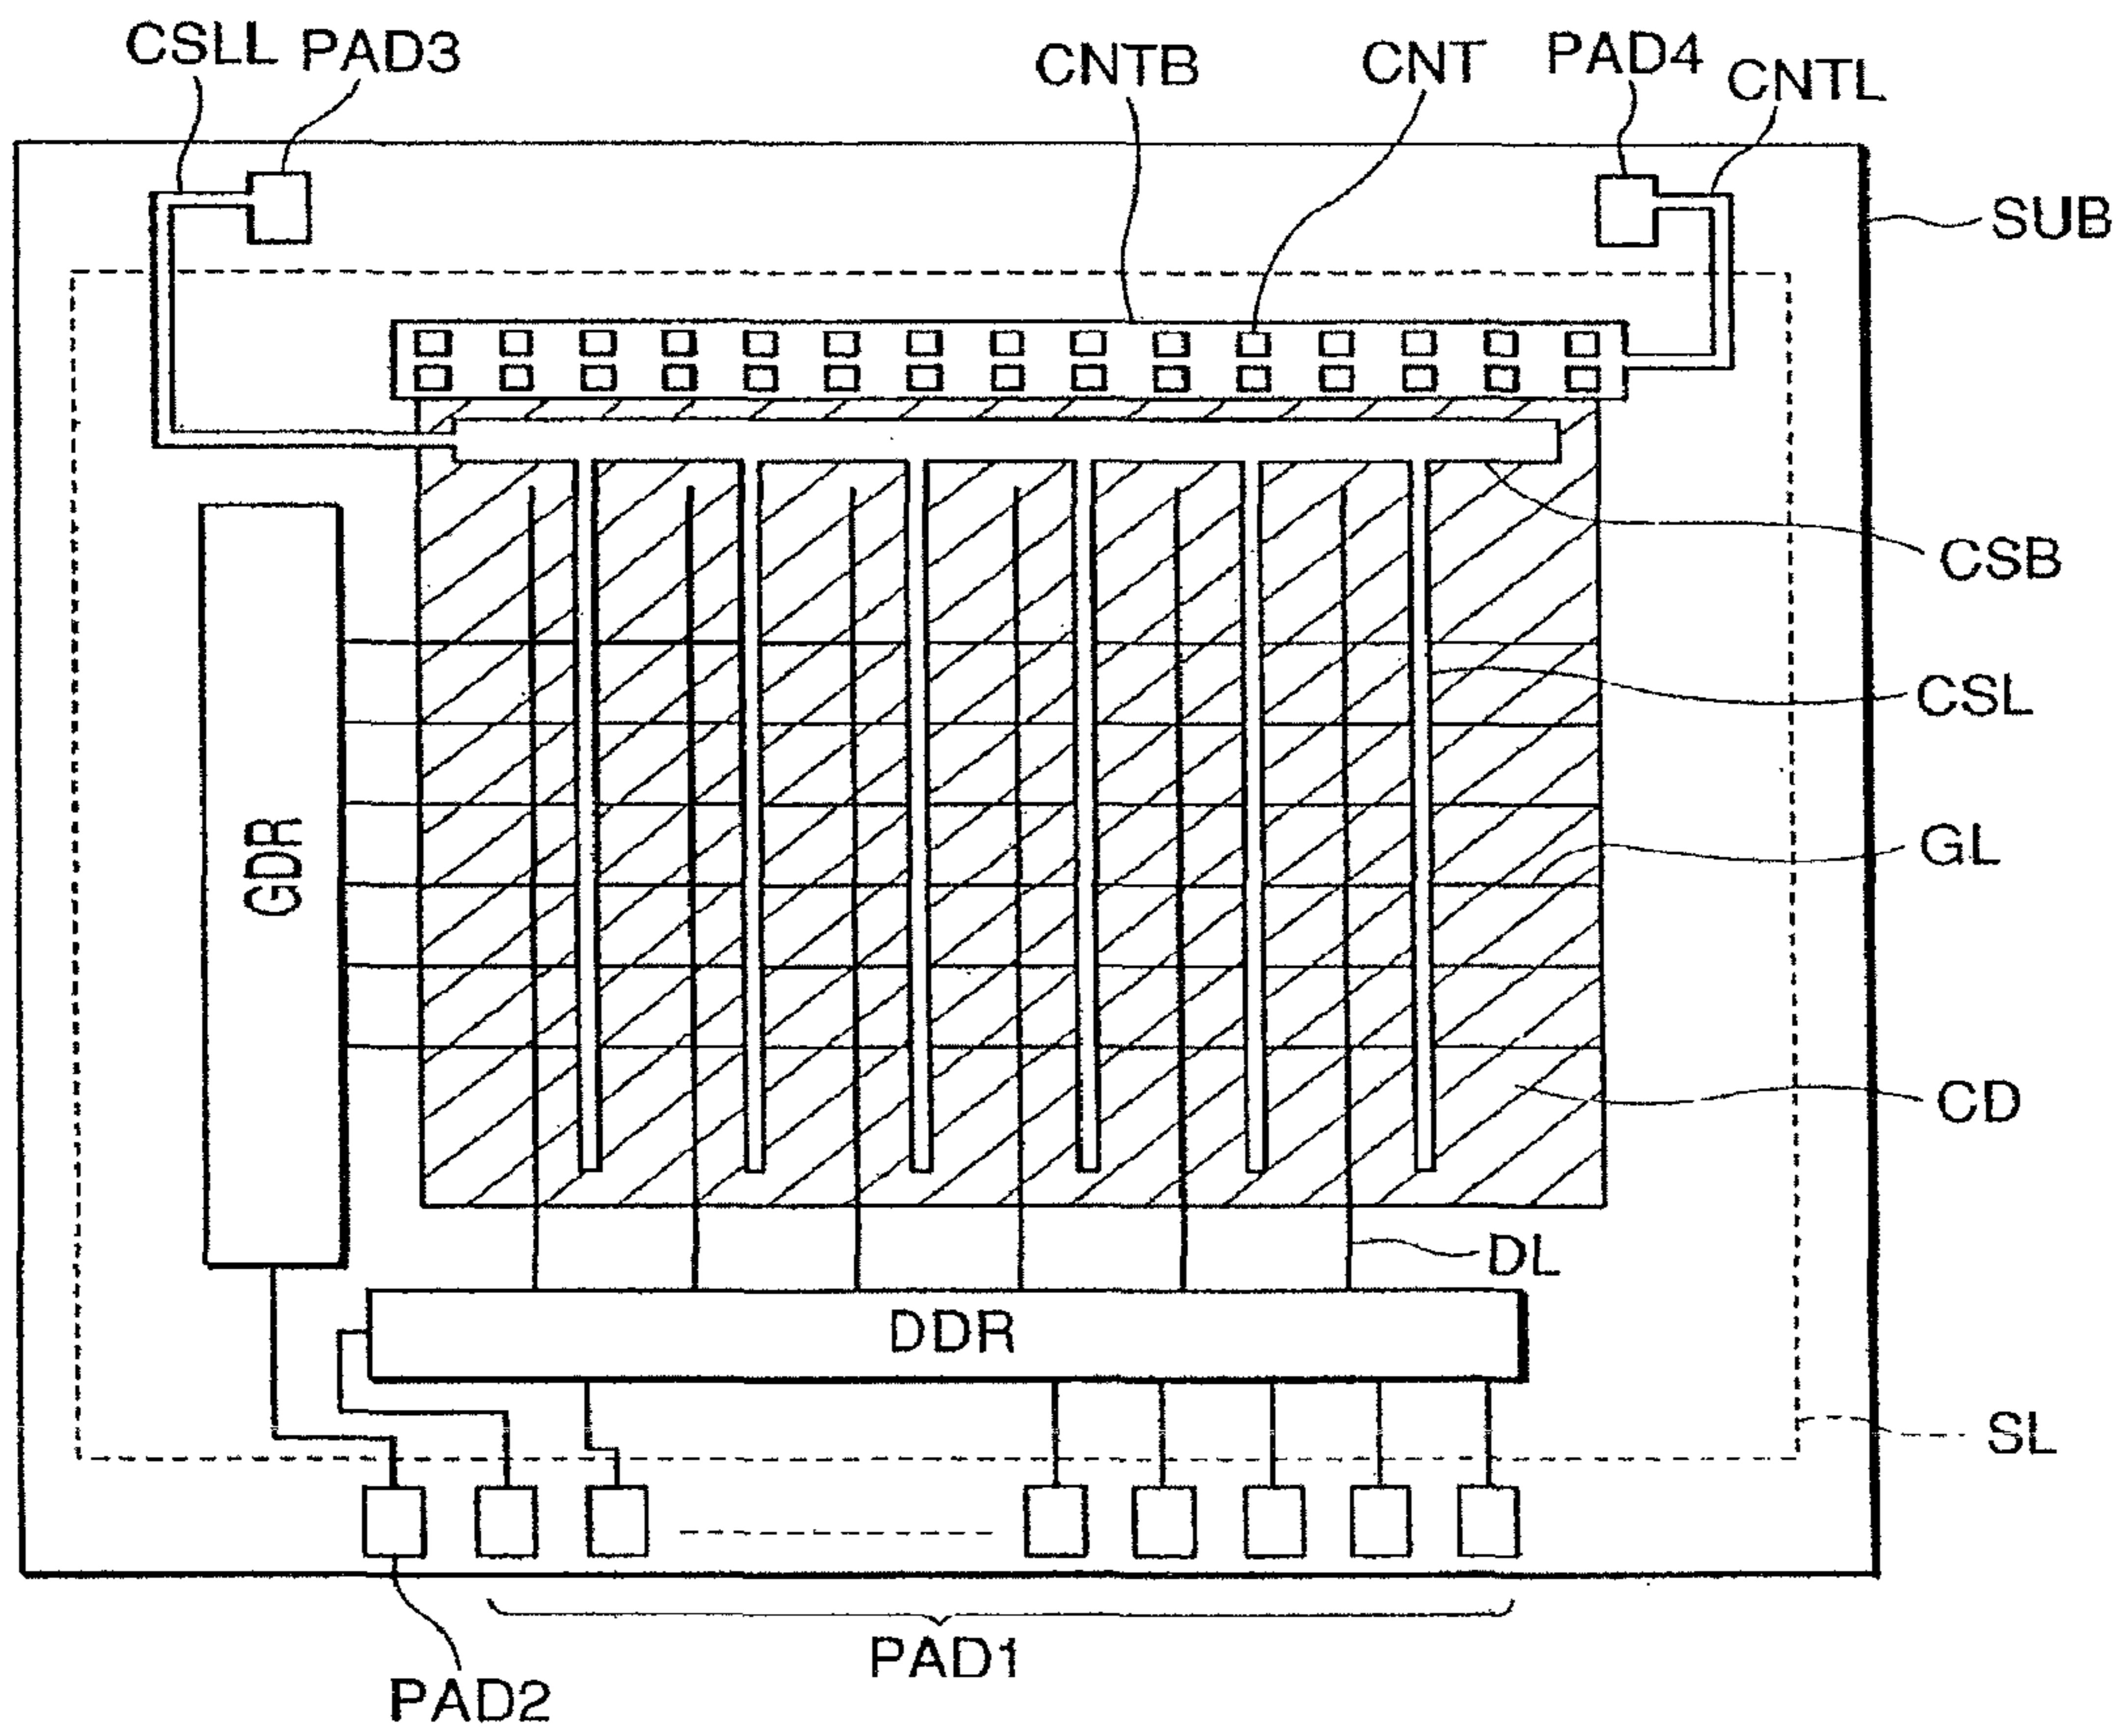 CSLL PAD3 CNTB CNT PAD4 CNTL
SUB
CSB
CSL
GL
GDR
CD
DL
DDR
SL
PAD1
PAD2